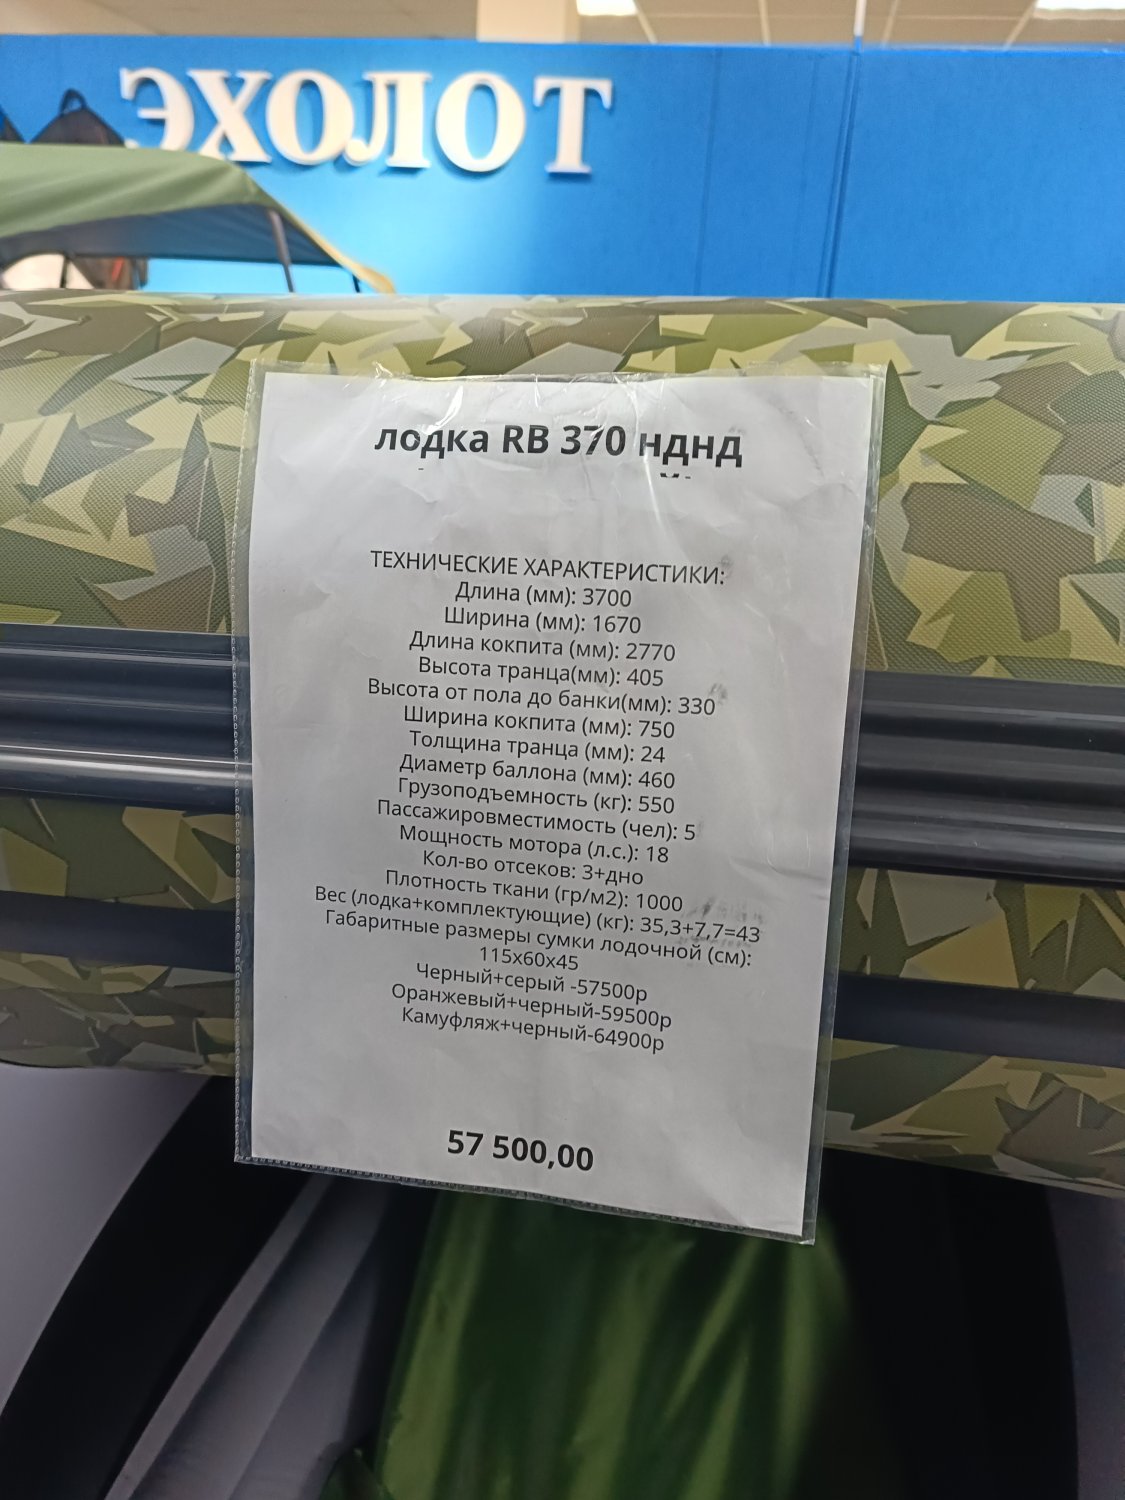 ЭХОЛОТ
лодка RB 370 нднд
ТЕХНИЧЕСКИЕ ХАРАКТЕРИСТИКИ:
Длина (мм): 3700
Ширина (мм): 1670
Длина кокпита (мм): 2770
Высота транца(мм): 405
Высота от пола до банки(мм): 330
Ширина кокпита (мм): 750
Толщина транца (мм): 24
Диаметр баллона (мм): 460
Грузоподъемность (кг): 550
Пассажировместимость (чел): 5
Мощность мотора (л.с.): 18
Кол-во отсеков: 3+дно
Плотность ткани (гр/м2): 1000
Вес (лодка+комплектующие) (кг): 35,3+7,7=43
Габаритные размеры сумки лодочной (см):
115х60х45
Черный+серый -57500р
Оранжевый+черный-59500р
Камуфляж+черный-64900р
57 500,00